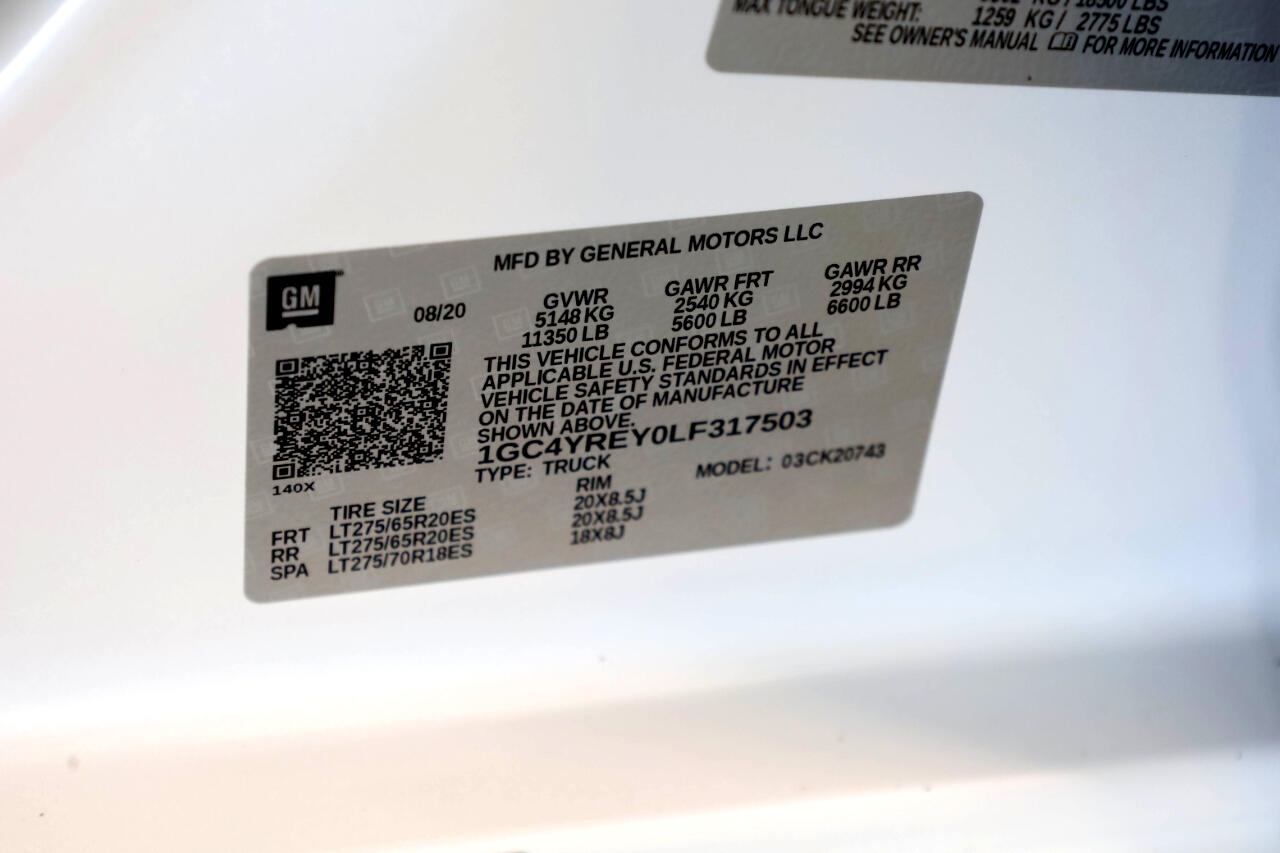 MAX TONGUE WEIGHT: 1259 KG / 2775 LBS
SEE OWNER'S MANUAL FOR MORE INFORMATION
MFD BY GENERAL MOTORS LLC
GM
08/20
GVWR GAWR FRT GAWR RR
5148 KG 2540 KG 2994 KG
11350 LB 5600 LB 6600 LB
THIS VEHICLE CONFORMS TO ALL
APPLICABLE U.S. FEDERAL MOTOR
VEHICLE SAFETY STANDARDS IN EFFECT
ON THE DATE OF MANUFACTURE
SHOWN ABOVE.
1GC4YREY0LF317503
TYPE: TRUCK MODEL: 03CK20743
140X
TIRE SIZE RIM
FRT LT275/65R20ES 20X8.5J
RR LT275/65R20ES 20X8.5J
SPA LT275/70R18ES 18X8J